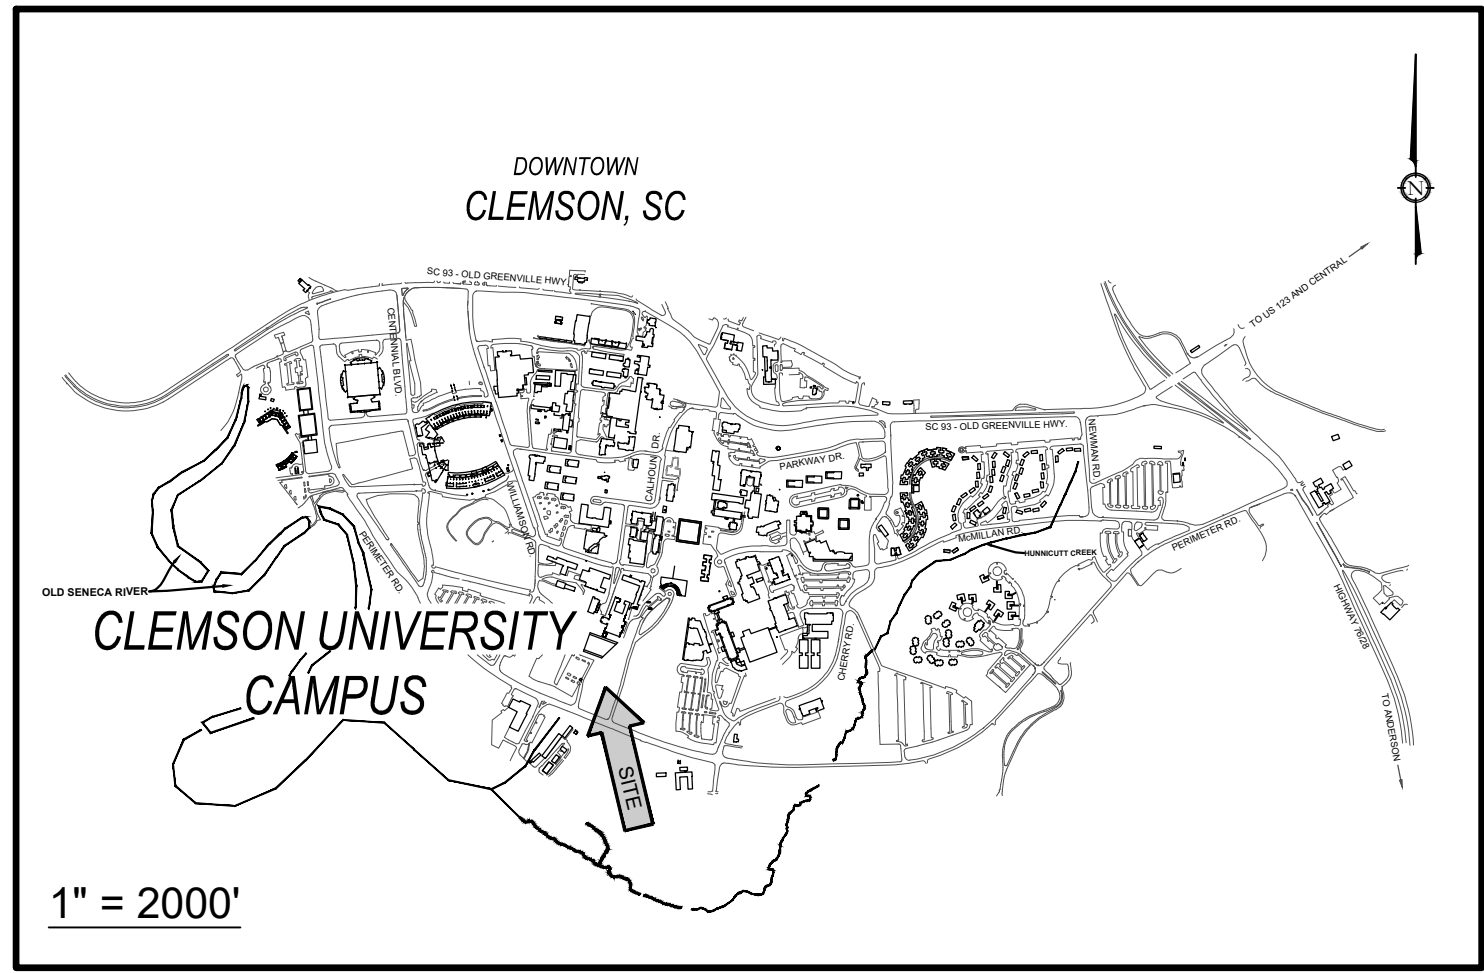 DOWNTOWN
CLEMSON, SC
N
SC 93 - OLD GREENVILLE HWY.
TO US 123 AND CENTRAL
CENTENNIAL BLVD.
SC 93 - OLD GREENVILLE HWY.
NEWMAN RD
CALHOUN DR.
PARKWAY DR.
WILLIAMSON RD.
McMILLAN RD.
PERIMETER RD.
HUNNICUTT CREEK
PERIMETER RD.
OLD SENECA RIVER
HIGHWAY 76/28
CLEMSON UNIVERSITY
CAMPUS
CHERRY RD.
TO ANDERSON
SITE
1" = 2000'